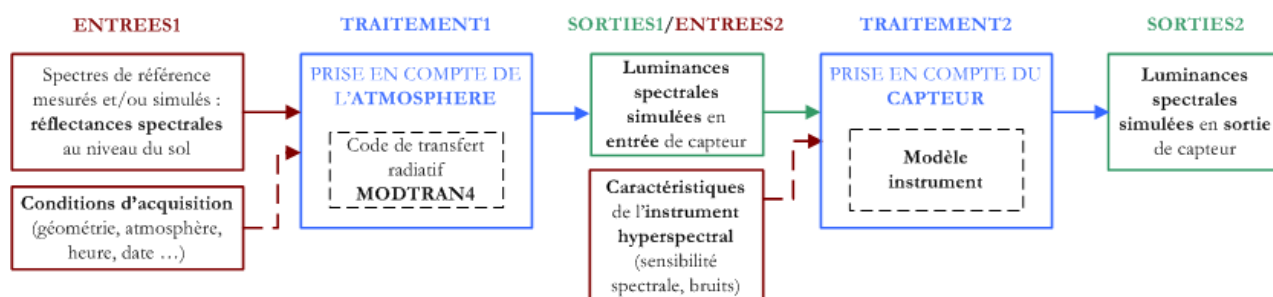 ENTREES1
TRAITEMENT1
SORTIES1/ENTREES2
TRAITEMENT2
SORTIES2
Spectres de référence
mesurés et/ou simulés :
réflectances spectrales
au niveau du sol
Conditions d'acquisition
(géométrie, atmosphère,
heure, date …)
PRISE EN COMPTE DE
L'ATMOSPHERE
Code de transfert
radiatif
MODTRAN4
Luminances
spectrales
simulées en
entrée de capteur
Caractéristiques
de l'instrument
hyperspectral
(sensibilité
spectrale, bruits)
PRISE EN COMPTE DU
CAPTEUR
Modèle
instrument
Luminances
spectrales
simulées en sortie
de capteur